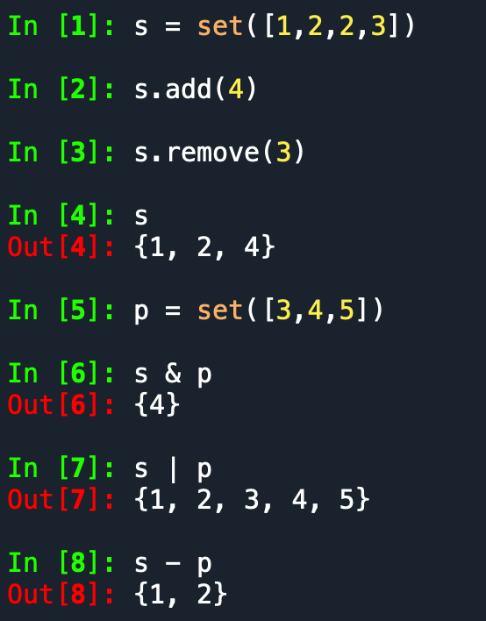 In [1]: s = set([1,2,2,3])
In [2]: s.add(4)
In [3]: s.remove(3)
In [4]: s
Out[4]: {1, 2, 4}
In [5]: p = set([3,4,5])
In [6]: s & p
Out[6]: {4}
In [7]: s | p
Out[7]: {1, 2, 3, 4, 5}
In [8]: s - p
Out[8]: {1, 2}